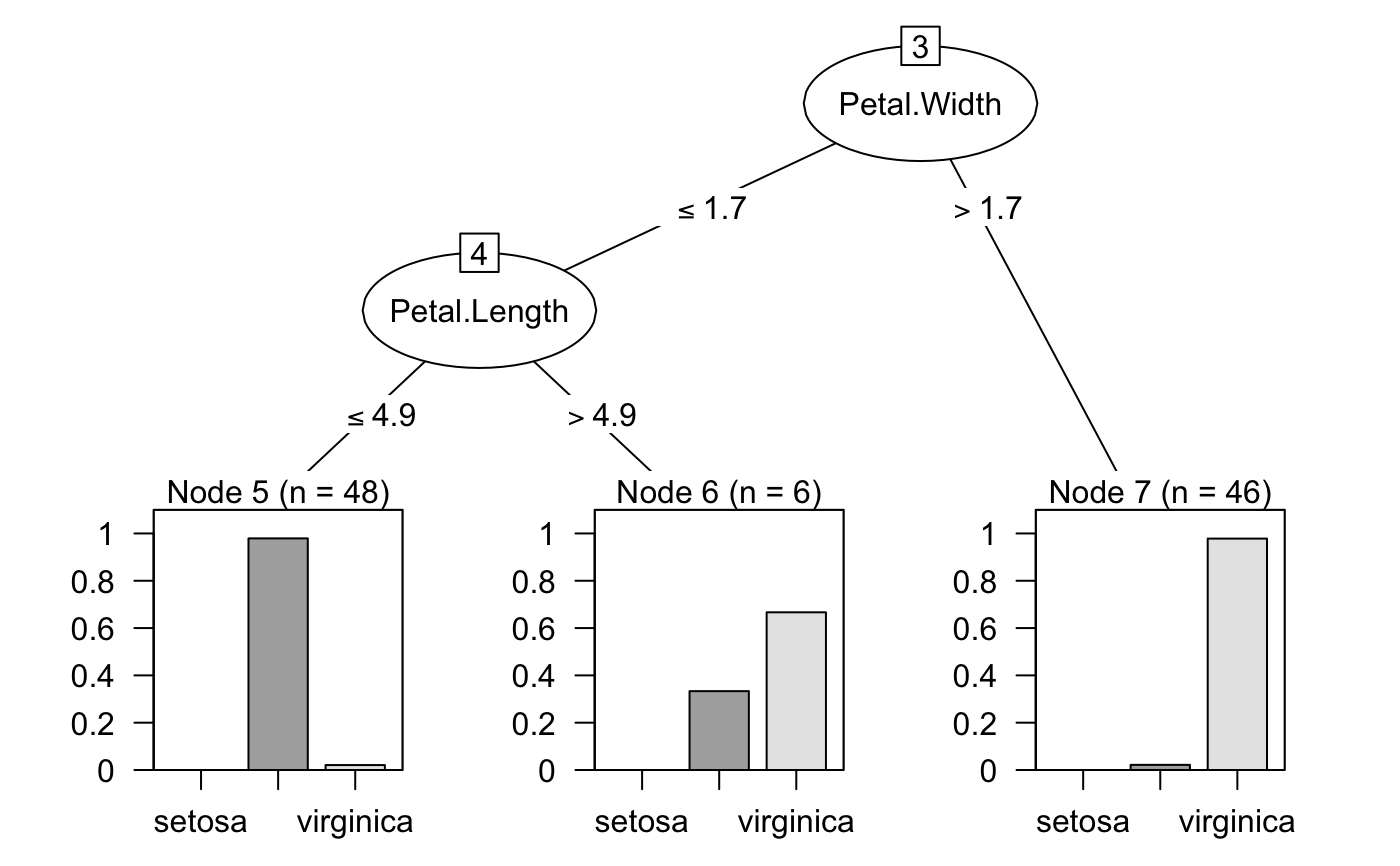 3
Petal.Width
≤ 1.7
> 1.7
4
Petal.Length
≤ 4.9
> 4.9
Node 5 (n = 48)
1
0.8
0.6
0.4
0.2
0
setosa
virginica
Node 6 (n = 6)
1
0.8
0.6
0.4
0.2
0
setosa
virginica
Node 7 (n = 46)
1
0.8
0.6
0.4
0.2
0
setosa
virginica